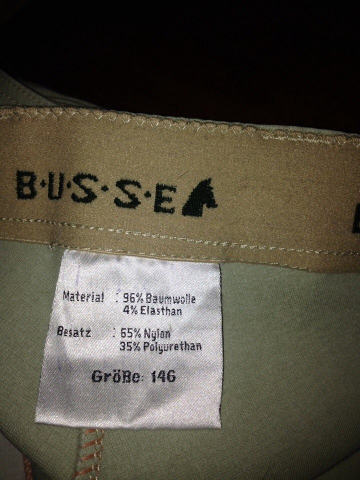 B·U·S·S·E
Material : 96% Baumwolle
4% Elasthan
Besatz : 65% Nylon
35% Polyurethan
Größe: 146